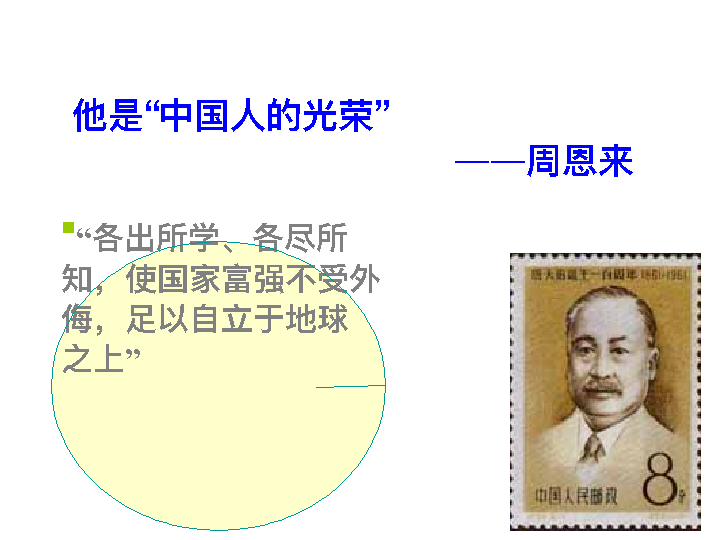 他是“中国人的光荣”
——周恩来
“各出所学、各尽所
知，使国家富强不受外
侮，足以自立于地球
之上”
詹天佑诞生一百周年 1861-1961
中国人民邮政
8分